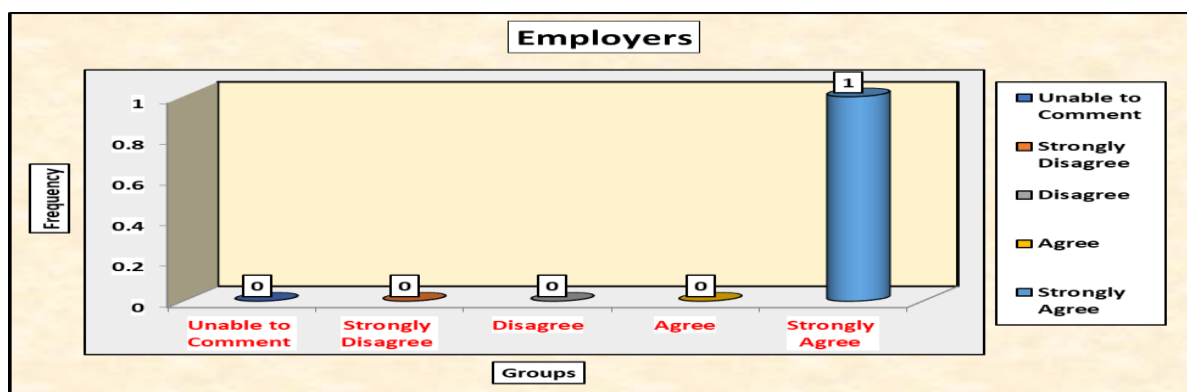 Employers
Frequency
1
0.8
0.6
0.4
0.2
0
0
0
0
0
1
Unable to
Comment
Strongly
Disagree
Disagree
Agree
Strongly
Agree
Groups
Unable to
Comment
Strongly
Disagree
Disagree
Agree
Strongly
Agree